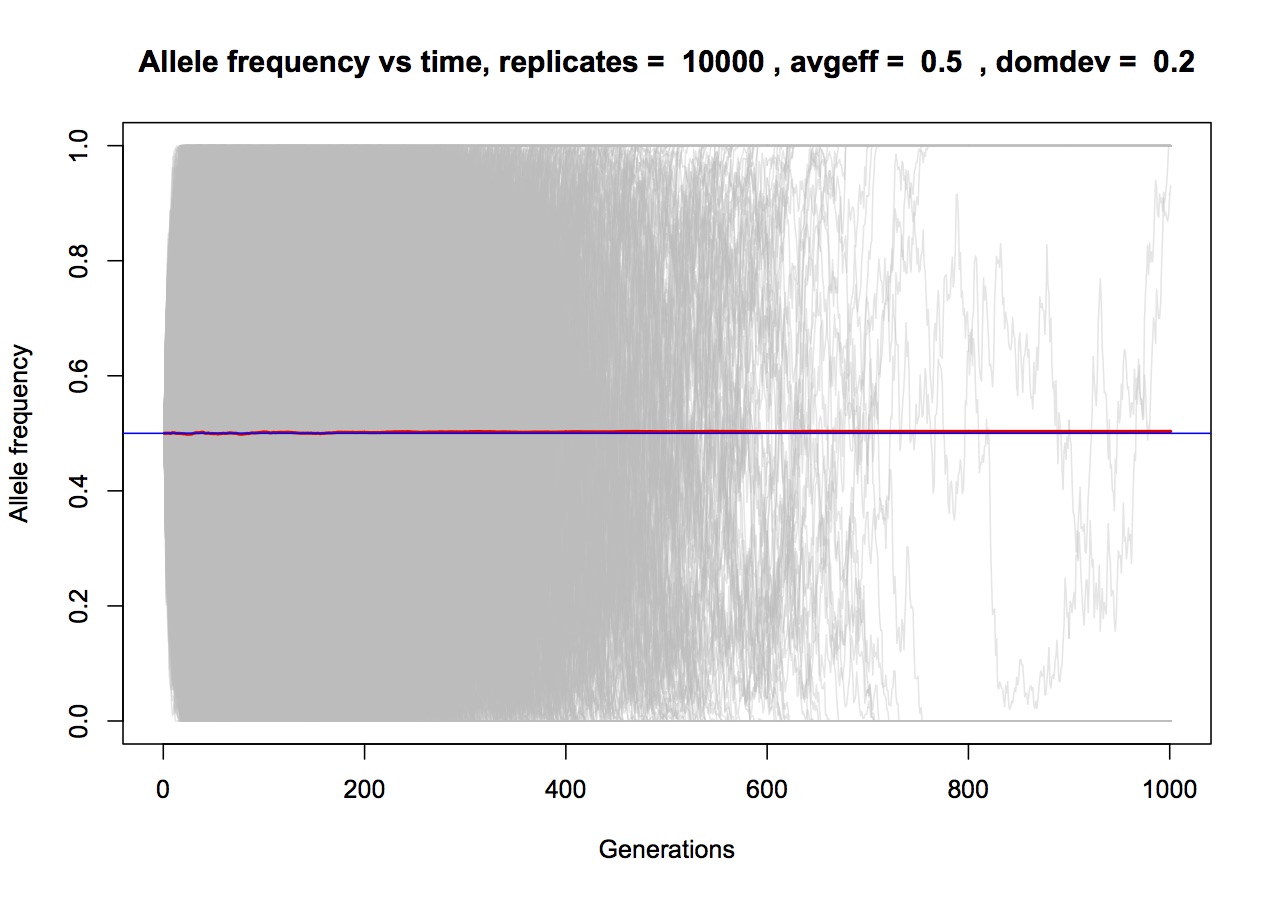 Allele frequency vs time, replicates =  10000 , avgeff =  0.5  , domdev =  0.2
1.0
0.8
0.6
0.4
0.2
0.0
Allele frequency
0 200 400 600 800 1000
Generations